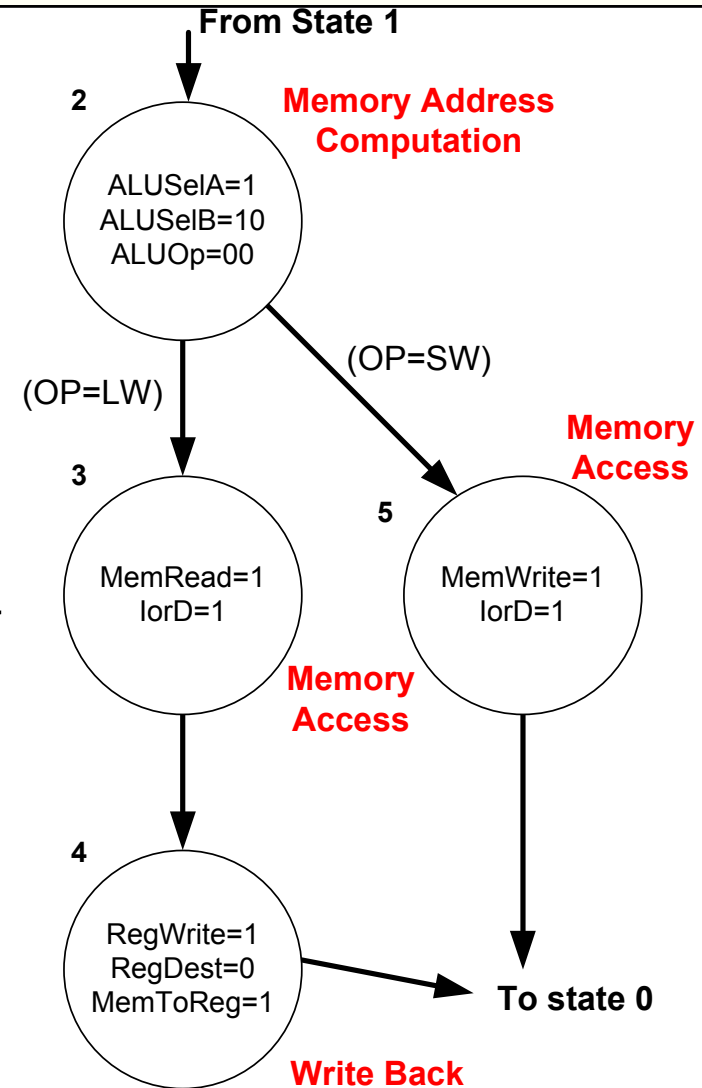 From State 1
2
Memory Address
Computation
ALUSelA=1
ALUSelB=10
ALUOp=00
(OP=LW)
(OP=SW)
3
Memory
Access
5
MemRead=1
IorD=1
MemWrite=1
IorD=1
Memory
Access
4
RegWrite=1
RegDest=0
MemToReg=1
To state 0
Write Back